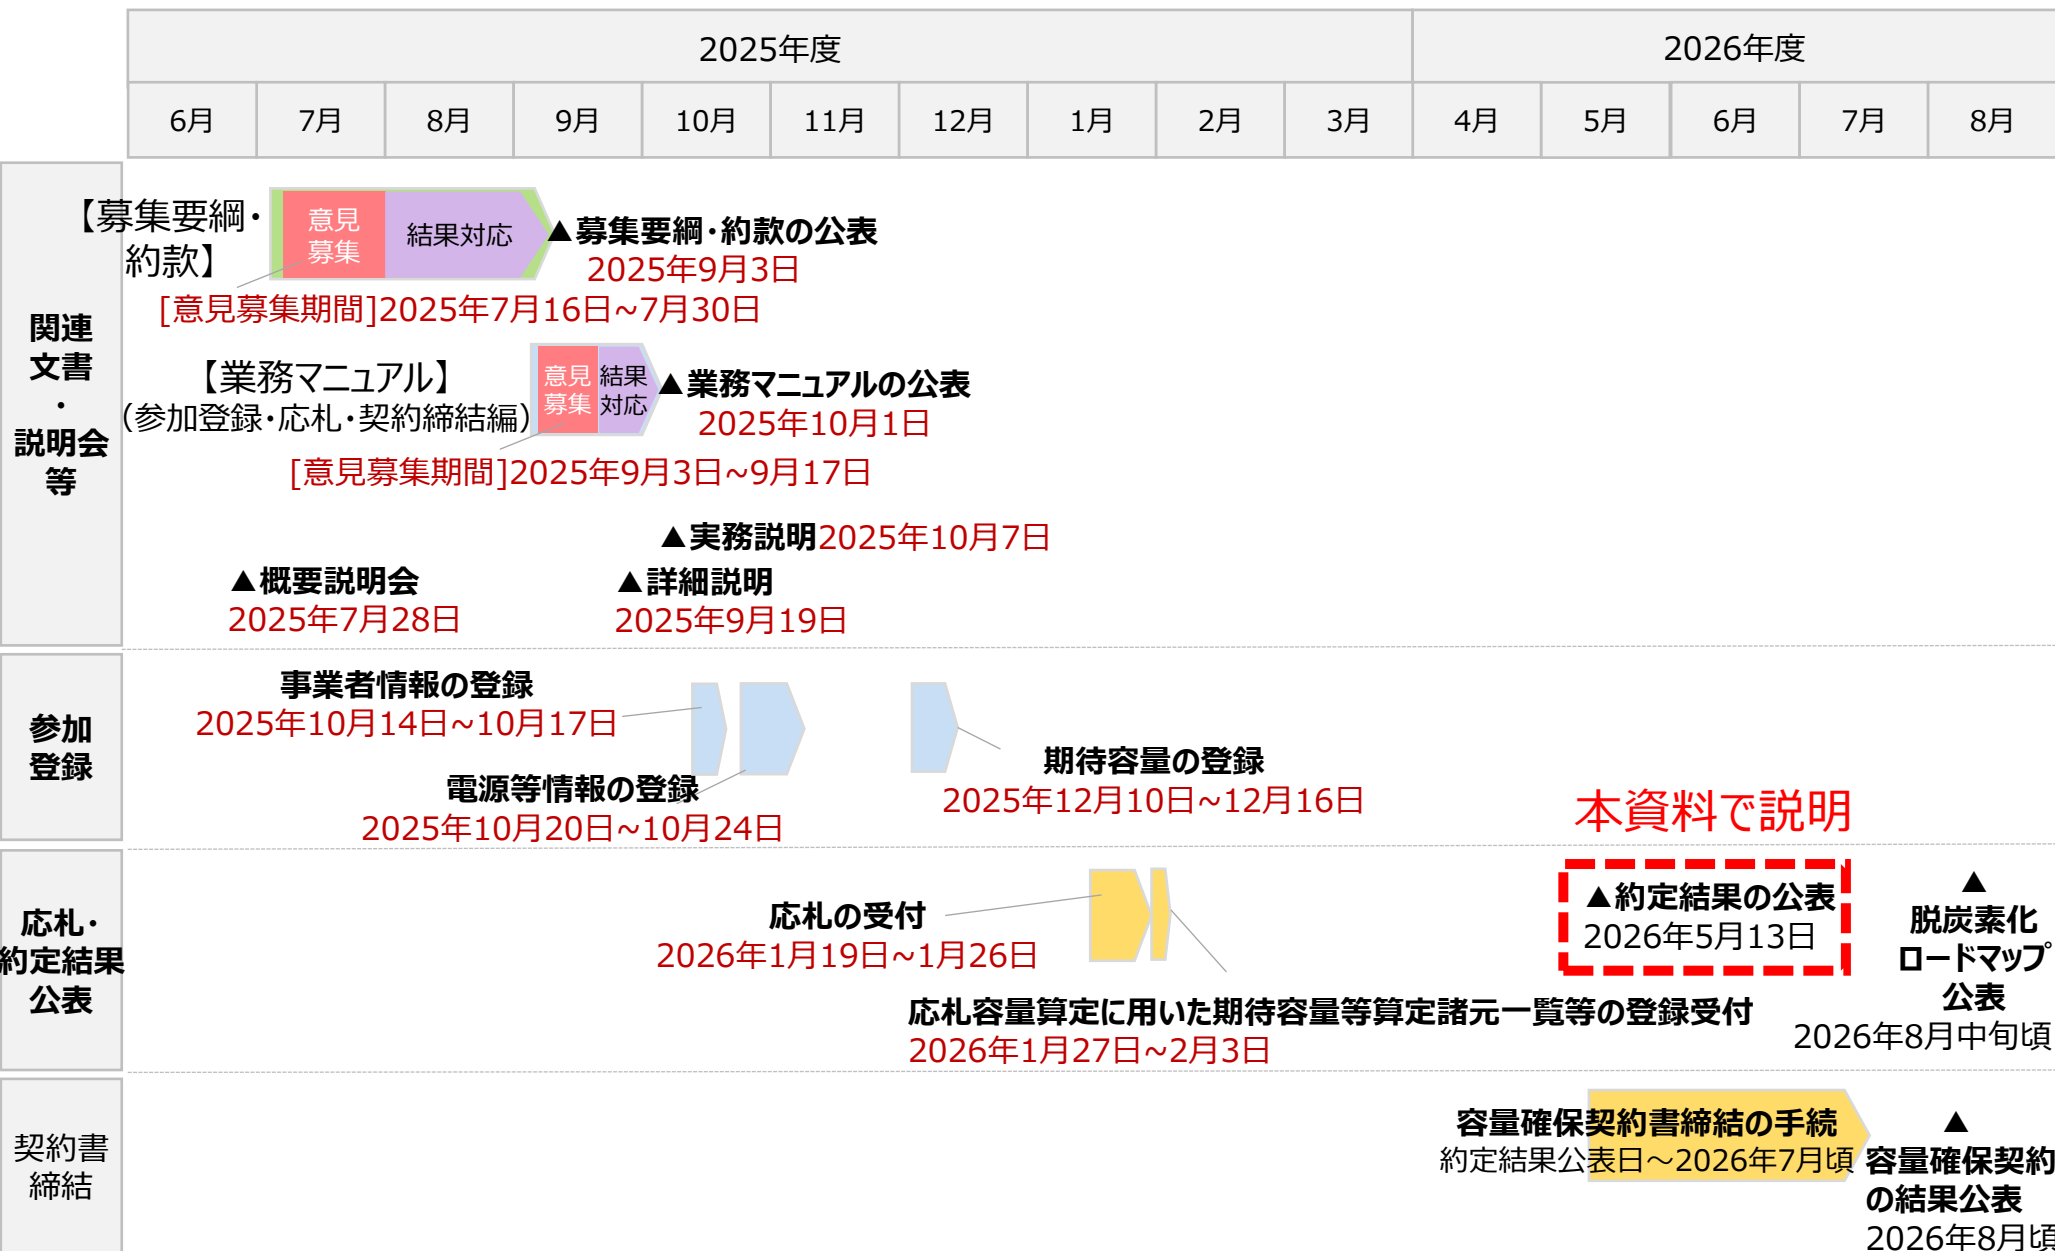 2025年度
2026年度
6月
7月
8月
9月
10月
11月
12月
1月
2月
3月
4月
5月
6月
7月
8月
関連
文書
・
説明会
等
【募集要綱・
約款】
意見
募集
結果対応
▲募集要綱・約款の公表
2025年9月3日
[意見募集期間]2025年7月16日~7月30日
【業務マニュアル】
（参加登録・応札・契約締結編）
意見
募集
結果
対応
▲業務マニュアルの公表
2025年10月1日
[意見募集期間]2025年9月3日~9月17日
▲実務説明2025年10月7日
▲概要説明会
2025年7月28日
▲詳細説明
2025年9月19日
参加
登録
事業者情報の登録
2025年10月14日~10月17日
電源等情報の登録
2025年10月20日~10月24日
期待容量の登録
2025年12月10日~12月16日
本資料で説明
応札・
約定結果
公表
応札の受付
2026年1月19日~1月26日
応札容量算定に用いた期待容量等算定諸元一覧等の登録受付
2026年1月27日~2月3日
▲約定結果の公表
2026年5月13日
▲
脱炭素化
ロードマップ
公表
2026年8月中旬頃
契約書
締結
容量確保契約書締結の手続
約定結果公表日～2026年7月頃
▲
容量確保契約
の結果公表
2026年8月頃